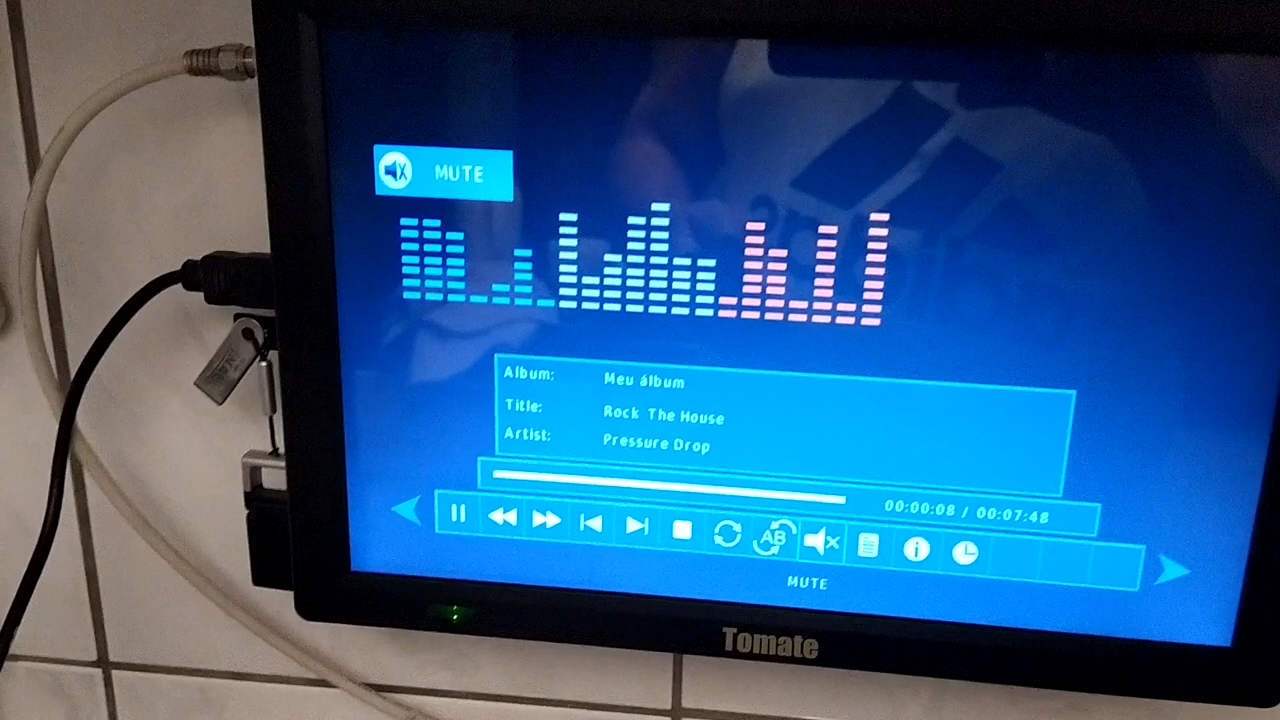 MUTE
Album: Meu álbum
Title: Rock The House
Artist: Pressure Drop
00:00:08 / 00:07:48
AB
i
MUTE
Tomate